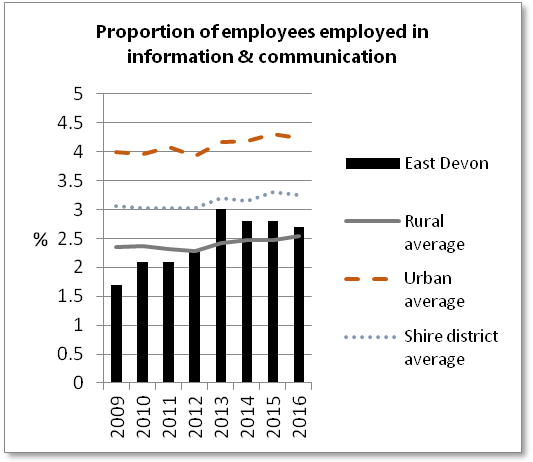 Proportion of employees employed in
information & communication
5
4.5
4
3.5
3
2.5
2
1.5
1
0.5
0
%
2009
2010
2011
2012
2013
2014
2015
2016
East Devon
Rural
average
Urban
average
Shire district
average